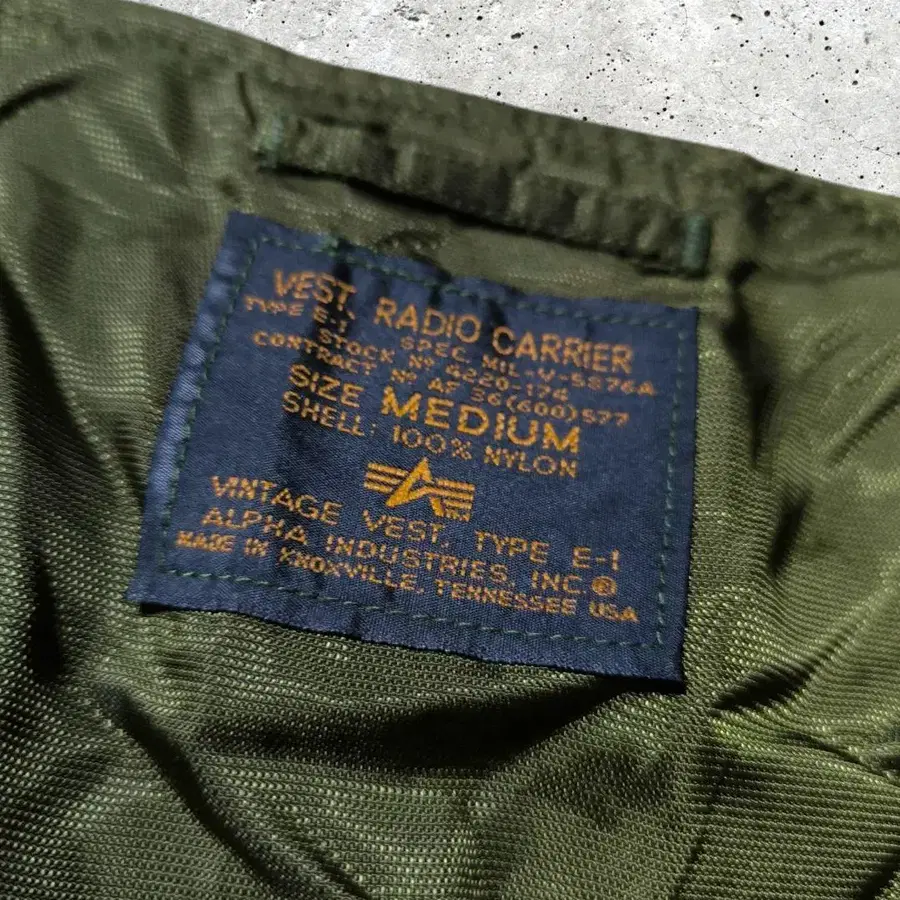 VEST, RADIO CARRIER
TYPE E-1 SPEC. MIL-V-5876A
STOCK Nº 4220-174
CONTRACT Nº AF 36(600)577
SIZE MEDIUM
SHELL: 100% NYLON
VINTAGE VEST, TYPE E-1
ALPHA INDUSTRIES, INC.®
MADE IN KNOXVILLE, TENNESSEE USA